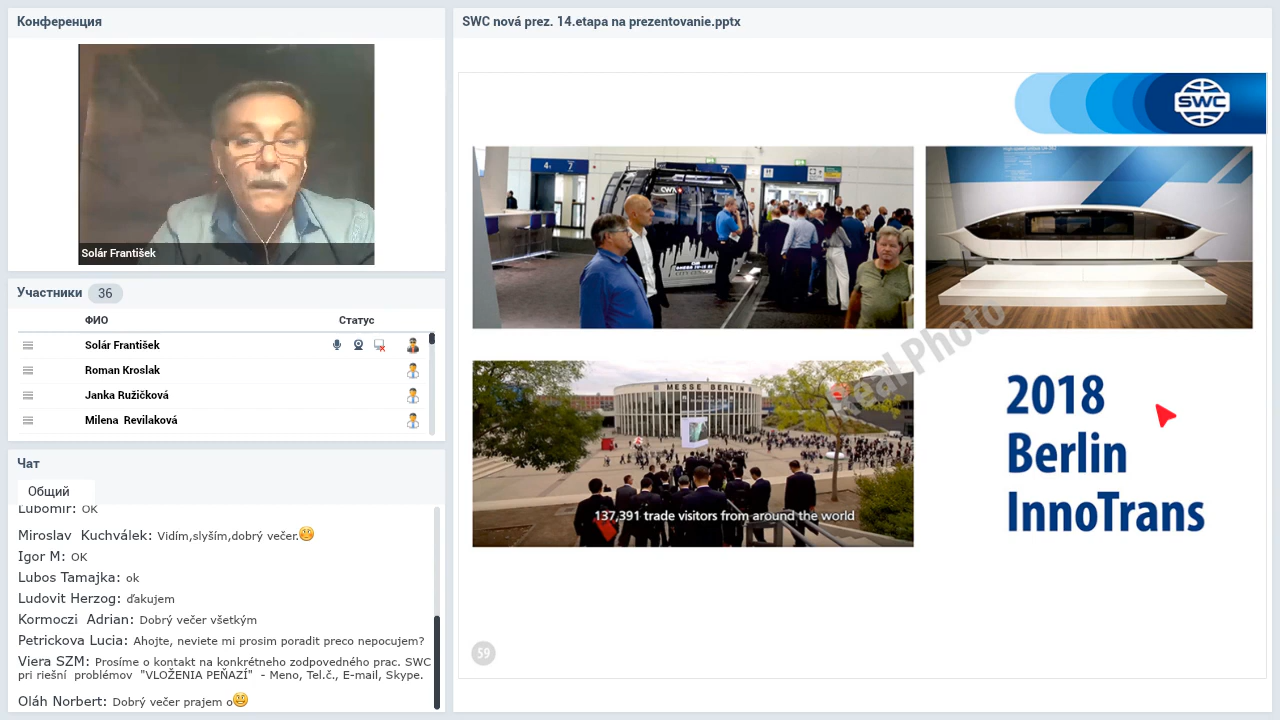 Конференция
Solár František
Участники 36
ФИО Статус
Solár František
Roman Kroslak
Janka Ružičková
Milena Revilaková
Чат
Общий
Lubomir: OK
Miroslav Kuchválek: Vidím,slyším,dobrý večer.
Igor M: OK
Lubos Tamajka: ok
Ludovit Herzog: ďakujem
Kormoczi Adrian: Dobrý večer všetkým
Petrickova Lucia: Ahojte, neviete mi prosim poradit preco nepocujem?
Viera SZM: Prosíme o kontakt na konkrétneho zodpovedného prac. SWC
pri riešní problémov "VLOŽENIA PEŇAZÍ" - Meno, Tel.č., E-mail, Skype.
Oláh Norbert: Dobrý večer prajem o
SWC nová prez. 14.etapa na prezentovanie.pptx
SWC
4
7
7
CWA
Real Photo
MESSE BERLIN
137,391 trade visitors from around the world
2018
Berlin
InnoTrans
59